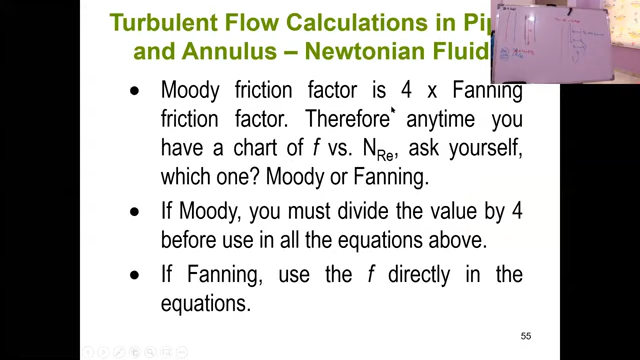 Turbulent Flow Calculations in Pip
and Annulus – Newtonian Fluid
• Moody friction factor is 4 x Fanning
friction factor. Therefore anytime you
have a chart of f vs. NRe, ask yourself,
which one? Moody or Fanning.
• If Moody, you must divide the value by 4
before use in all the equations above.
• If Fanning, use the f directly in the
equations.
55